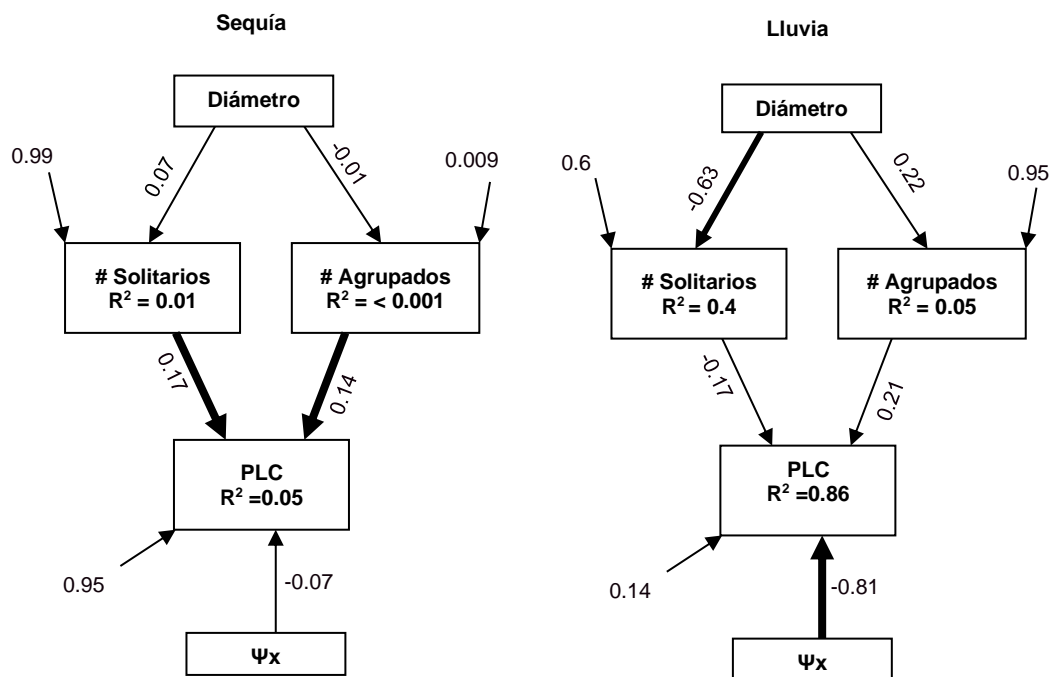 Sequía
Diámetro
0.99
0.07
-0.01
0.009
# Solitarios
R² = 0.01
# Agrupados
R² = < 0.001
0.17
0.14
PLC
R² =0.05
0.95
-0.07
Ψx
Lluvia
Diámetro
0.6
-0.63
0.22
0.95
# Solitarios
R² = 0.4
# Agrupados
R² = 0.05
-0.17
0.21
PLC
R² =0.86
0.14
-0.81
Ψx